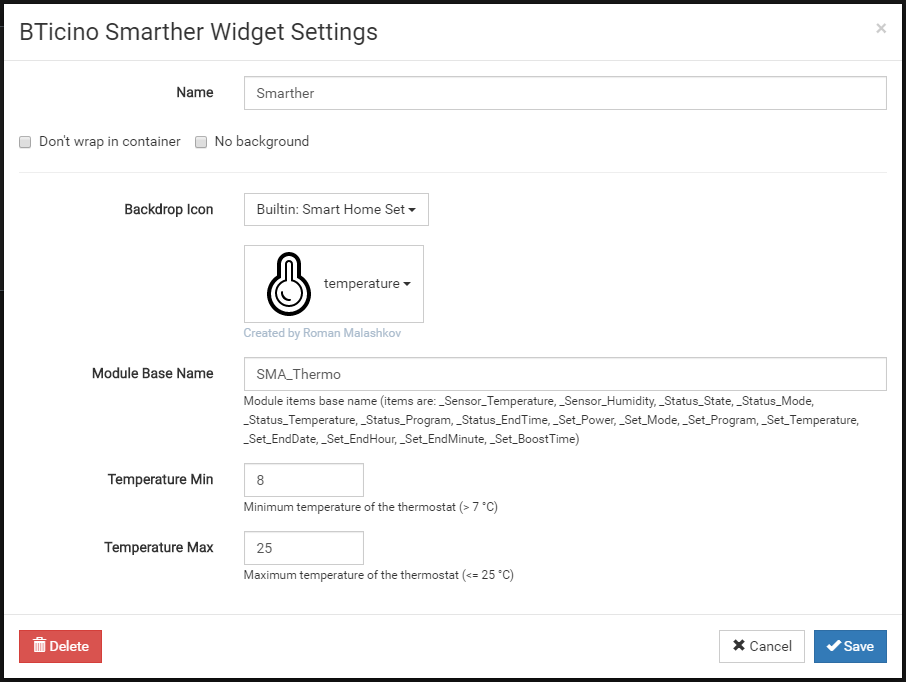 BTicino Smarther Widget Settings
×
Name
Smarther
Don't wrap in container
No background
Backdrop Icon
Builtin: Smart Home Set
temperature
Created by Roman Malashkov
Module Base Name
SMA_Thermo
Module items base name (items are: _Sensor_Temperature, _Sensor_Humidity, _Status_State, _Status_Mode,
_Status_Temperature, _Status_Program, _Status_EndTime, _Set_Power, _Set_Mode, _Set_Program, _Set_Temperature,
_Set_EndDate, _Set_EndHour, _Set_EndMinute, _Set_BoostTime)
Temperature Min
8
Minimum temperature of the thermostat (> 7 °C)
Temperature Max
25
Maximum temperature of the thermostat (<= 25 °C)
Delete
Cancel
Save